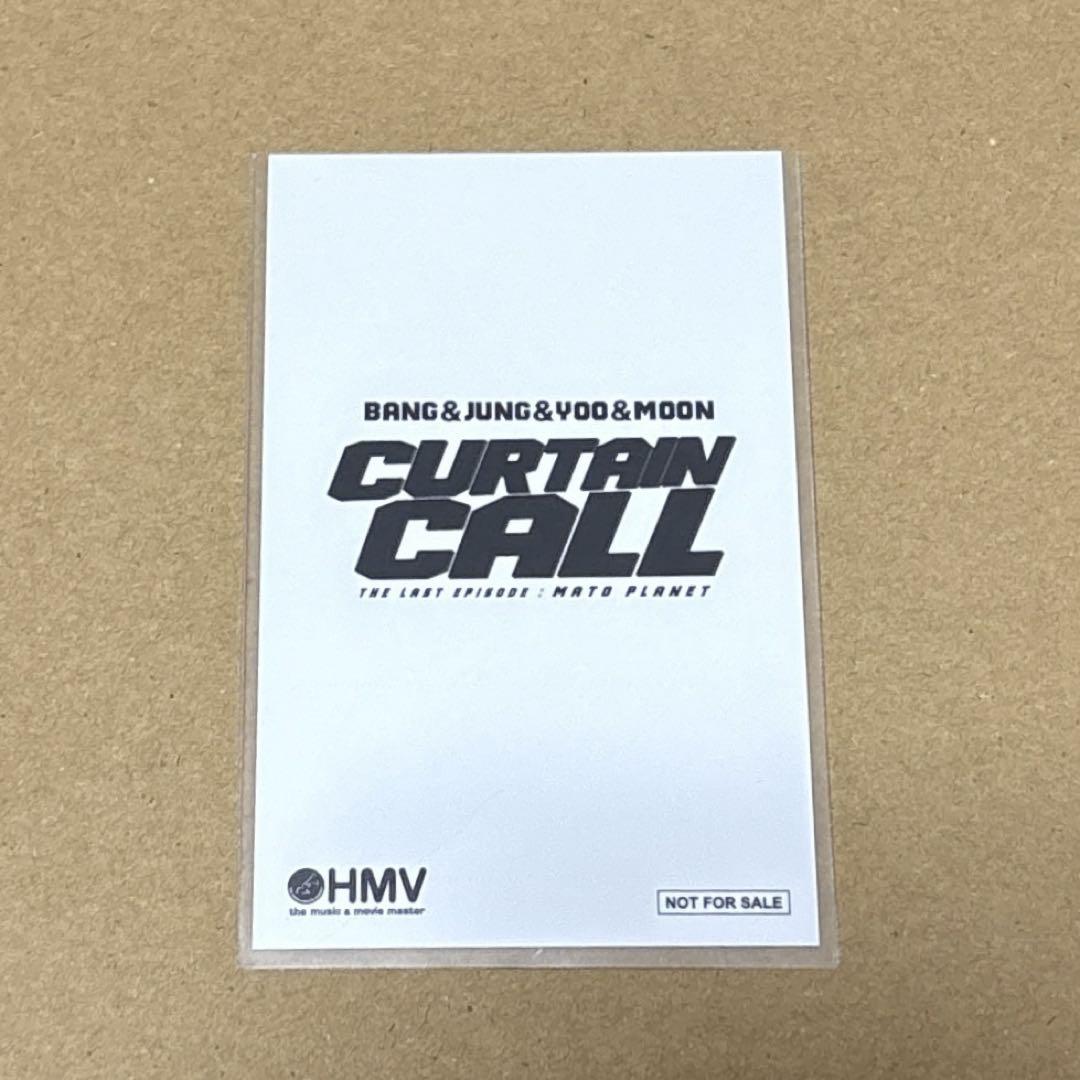 BANG&JUNG&YOO&MOON
CURTAIN
CALL
THE LAST EPISODE : MATO PLANET
HMV
the music & movie master
NOT FOR SALE